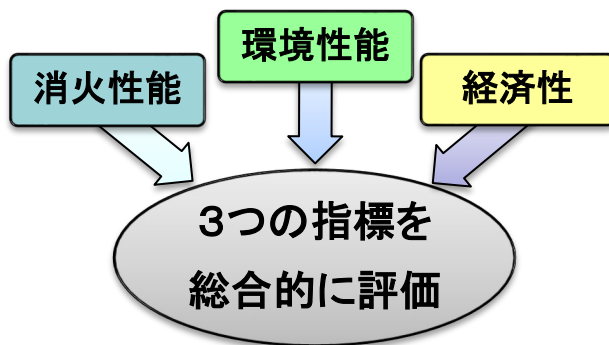 環境性能
消火性能
経済性
３つの指標を
総合的に評価